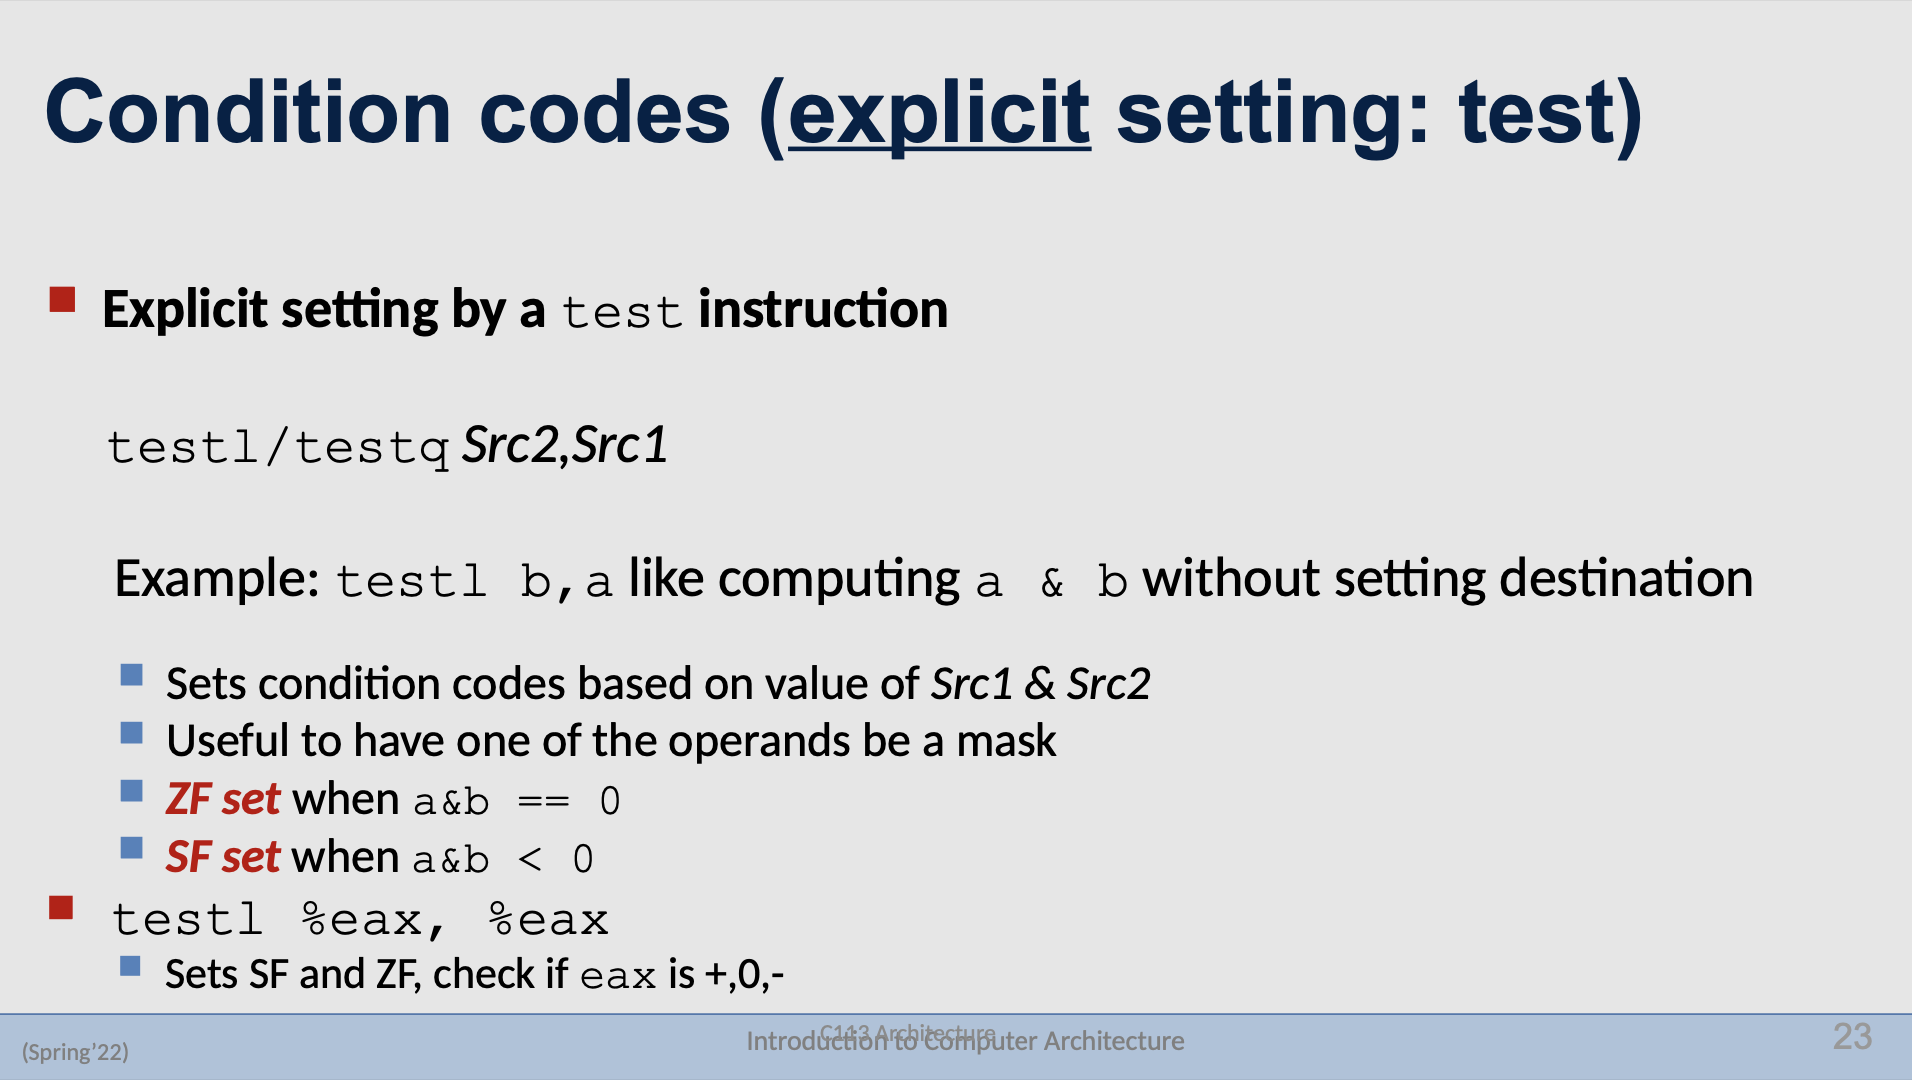 Condition codes (explicit setting: test)
Explicit setting by a test instruction
testl/testq Src2,Src1
Example: testl b,a like computing a & b without setting destination
Sets condition codes based on value of Src1 & Src2
Useful to have one of the operands be a mask
ZF set when a&b == 0
SF set when a&b < 0
testl %eax, %eax
Sets SF and ZF, check if eax is +,0,-
(Spring’22)
C113 Architecture
Introduction to Computer Architecture
23